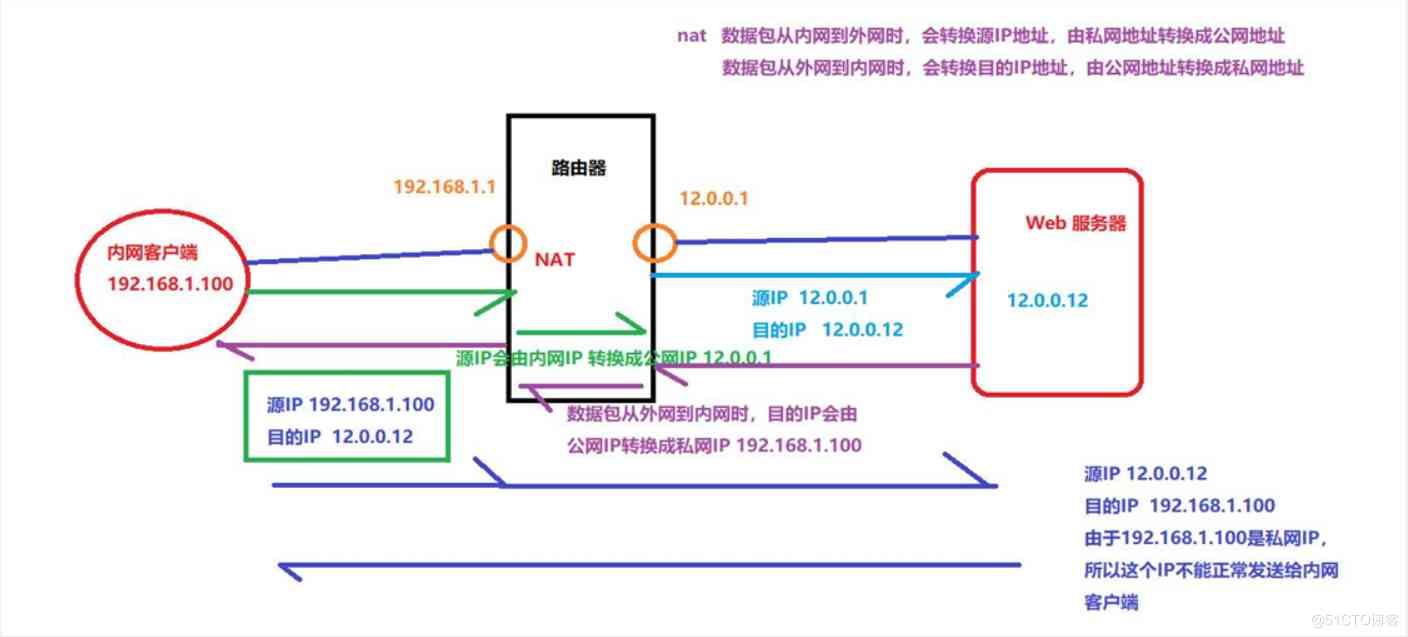 nat 数据包从内网到外网时，会转换源IP地址，由私网地址转换成公网地址
数据包从外网到内网时，会转换目的IP地址，由公网地址转换成私网地址
路由器
192.168.1.1
12.0.0.1
Web 服务器
内网客户端
192.168.1.100
NAT
源IP 12.0.0.1
目的IP 12.0.0.12
12.0.0.12
源IP会由内网IP 转换成公网IP 12.0.0.1
源IP 192.168.1.100
目的IP 12.0.0.12
数据包从外网到内网时，目的IP会由
公网IP转换成私网IP 192.168.1.100
源IP 12.0.0.12
目的IP 192.168.1.100
由于192.168.1.100是私网IP，
所以这个IP不能正常发送给内网
客户端
@51CTO博客